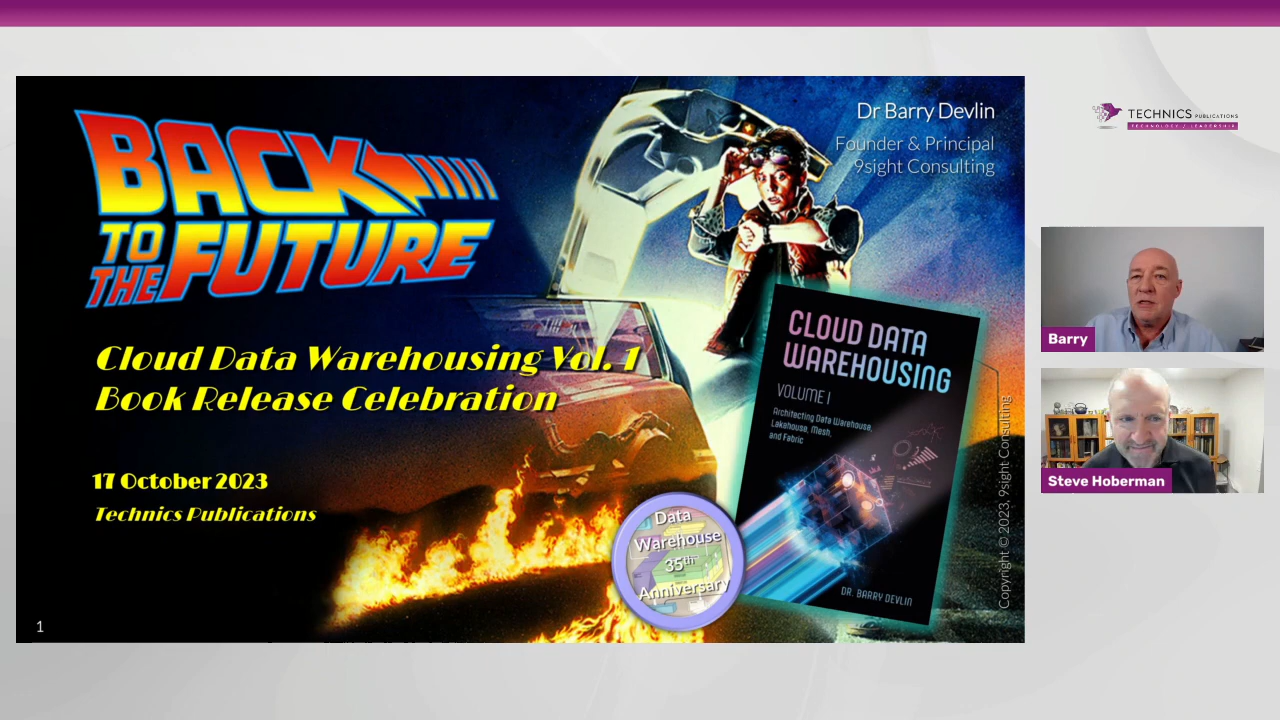 BACK
TO
THE FUTURE
Dr Barry Devlin
Founder & Principal
9sight Consulting
Cloud Data Warehousing Vol. 1
Book Release Celebration
17 October 2023
Technics Publications
CLOUD DATA
WAREHOUSING
VOLUME I
Architecting Data Warehouse,
Lakehouse, Mesh,
and Fabric
DR. BARRY DEVLIN
Data
Warehouse
35th
Anniversary
Copyright © 2023, 9sight Consulting
1
TECHNICS PUBLICATIONS
TECHNOLOGY / LEADERSHIP
Barry
Steve Hoberman